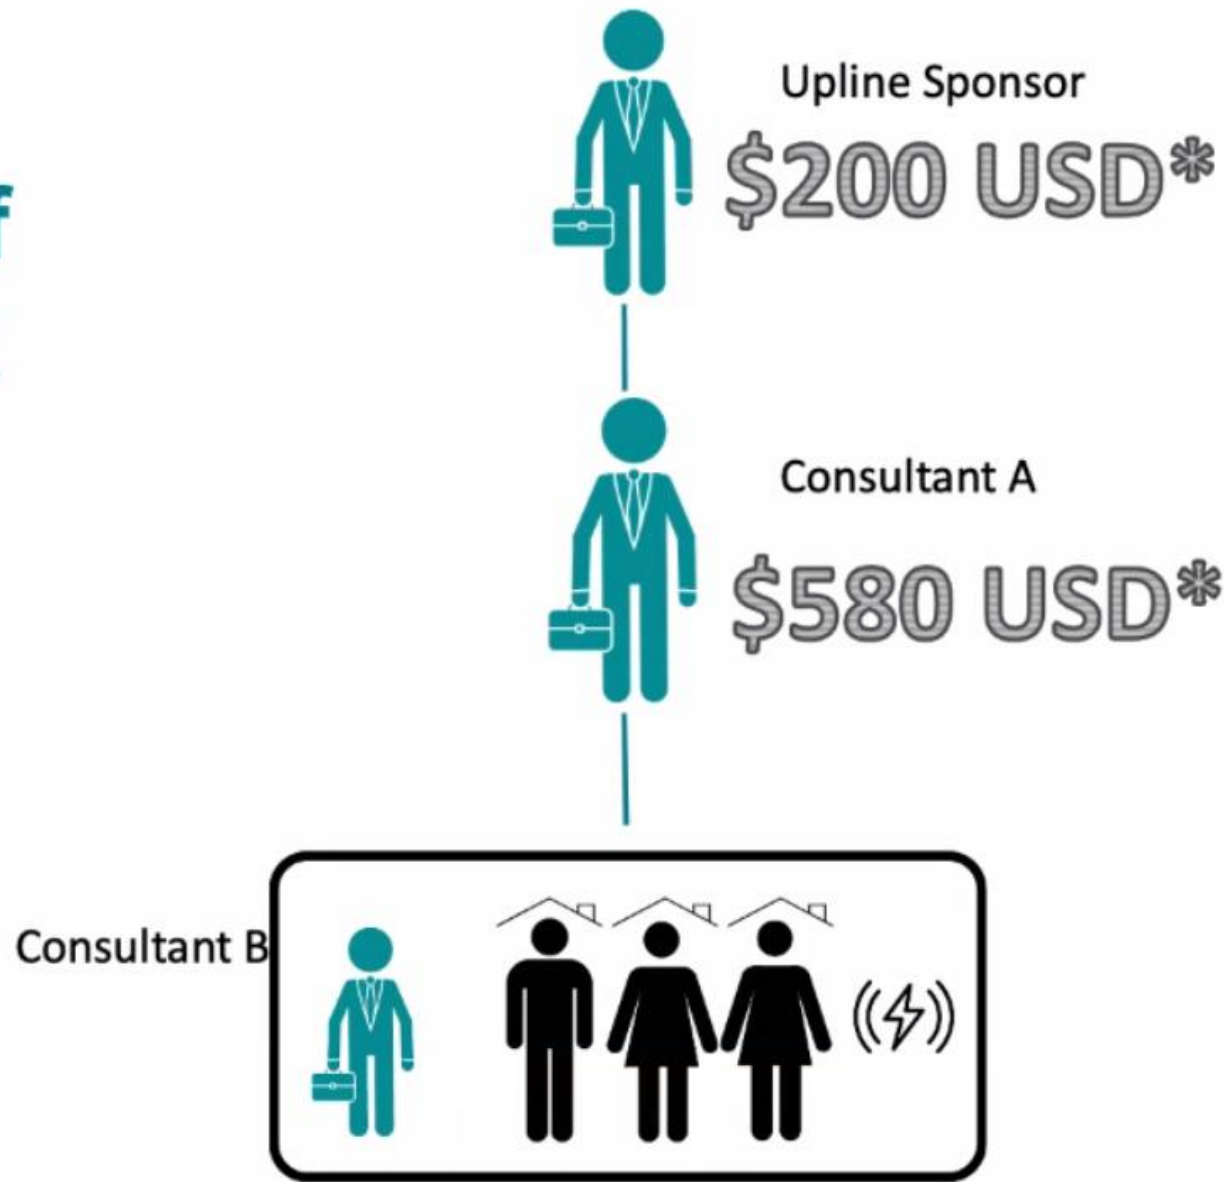 Upline Sponsor
$200 USD*
Consultant A
$580 USD*
Consultant B